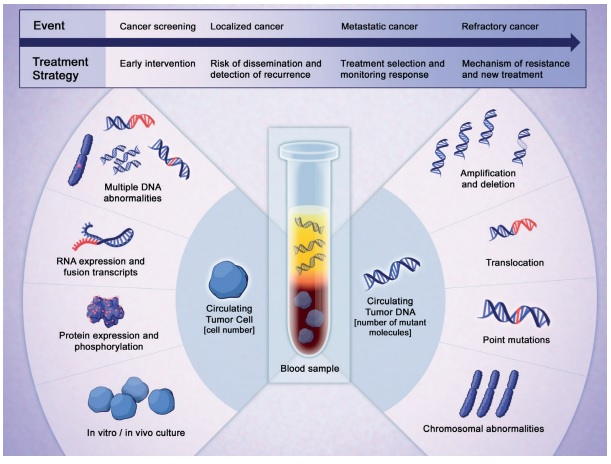 Event
Cancer screening
Localized cancer
Metastatic cancer
Refractory cancer
Treatment
Strategy
Early intervention
Risk of dissemination and
detection of recurrence
Treatment selection and
monitoring response
Mechanism of resistance
and new treatment
Multiple DNA
abnormalities
RNA expression and
fusion transcripts
Protein expression and
phosphorylation
In vitro / in vivo culture
Circulating
Tumor Cell
[cell number]
Blood sample
Circulating
Tumor DNA
[number of mutant
molecules]
Amplification
and deletion
Translocation
Point mutations
Chromosomal abnormalities